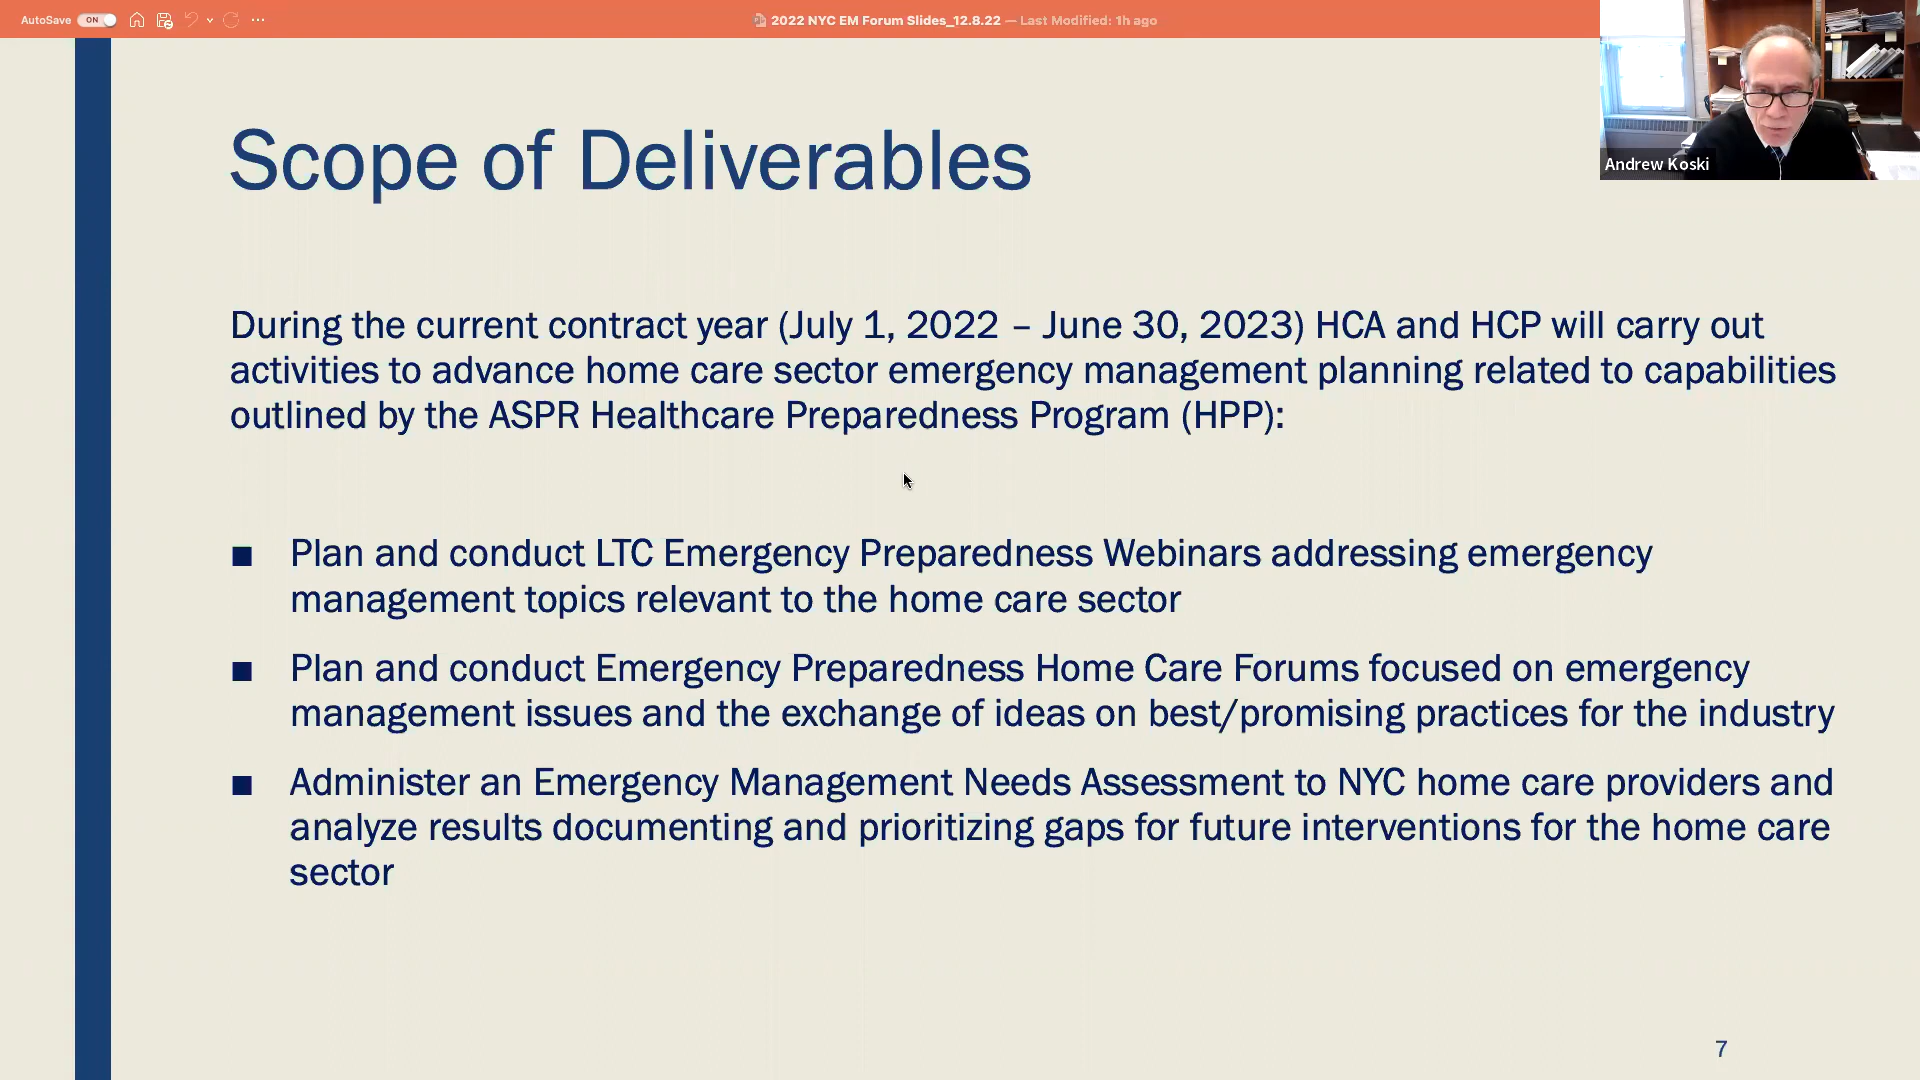 AutoSave ON
2022 NYC EM Forum Slides_12.8.22 — Last Modified: 1h ago
Andrew Koski
Scope of Deliverables
During the current contract year (July 1, 2022 – June 30, 2023) HCA and HCP will carry out
activities to advance home care sector emergency management planning related to capabilities
outlined by the ASPR Healthcare Preparedness Program (HPP):
■ Plan and conduct LTC Emergency Preparedness Webinars addressing emergency
management topics relevant to the home care sector
■ Plan and conduct Emergency Preparedness Home Care Forums focused on emergency
management issues and the exchange of ideas on best/promising practices for the industry
■ Administer an Emergency Management Needs Assessment to NYC home care providers and
analyze results documenting and prioritizing gaps for future interventions for the home care
sector
7